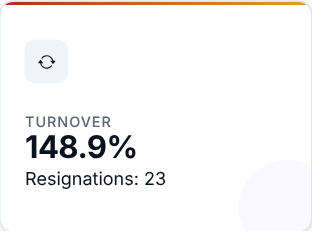 TURNOVER
148.9%
Resignations: 23